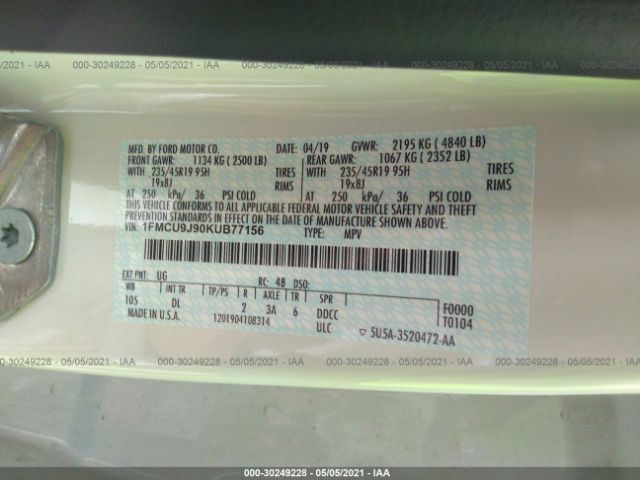 000-30249228 - 05/05/2021 - IAA
MFD. BY FORD MOTOR CO. 04/19 GVWR: 2195 KG ( 4840 LB)
FRONT GAWR: 1134 KG ( 2500 LB) REAR GAWR: 1067 KG ( 2352 LB)
WITH 235/45R19 95H TIRES WITH 235/45R19 95H TIRES
19x8J RIMS 19x8J RIMS
AT 250 kPa/ 36 PSI COLD AT 250 kPa/ 36 PSI COLD
THIS VEHICLE CONFORMS TO ALL APPLICABLE FEDERAL MOTOR VEHICLE SAFETY AND THEFT
PREVENTION STANDARDS IN EFFECT ON THE DATE OF MANUFACTURE SHOWN ABOVE.
VIN: 1FMCU9J90KUB77156 TYPE: MPV
EXT PNT: UG RC: 48 DSO:
WB INT TR TP/PS R AXLE TR SPR F0000
105 DL 2 3A 6 DDCC T0104
MADE IN U.S.A. 1201904108314 ULC ▽ 5U5A-3520472-AA
000-30249228 - 05/05/2021 - IAA
000-30249228 - 05/05/2021 - IAA